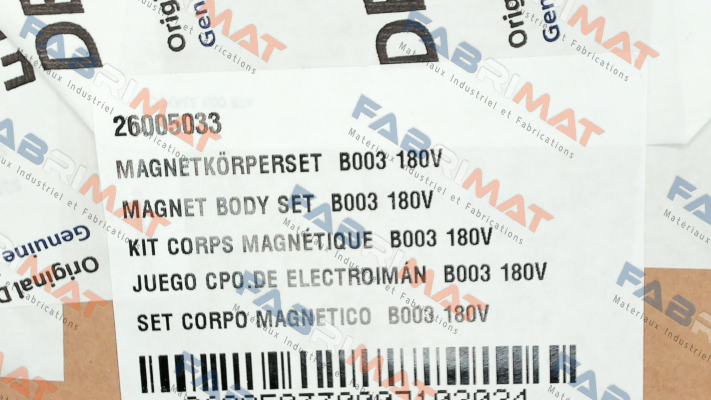 26005033
MAGNETKÖRPERSET B003 180V
MAGNET BODY SET B003 180V
KIT CORPS MAGNÉTIQUE B003 180V
JUEGO CPO.DE ELECTROIMÁN B003 180V
SET CORPO MAGNETICO B003 180V
Original
Genuine
FABRIMAT
Matériaux Industriel et Fabrications